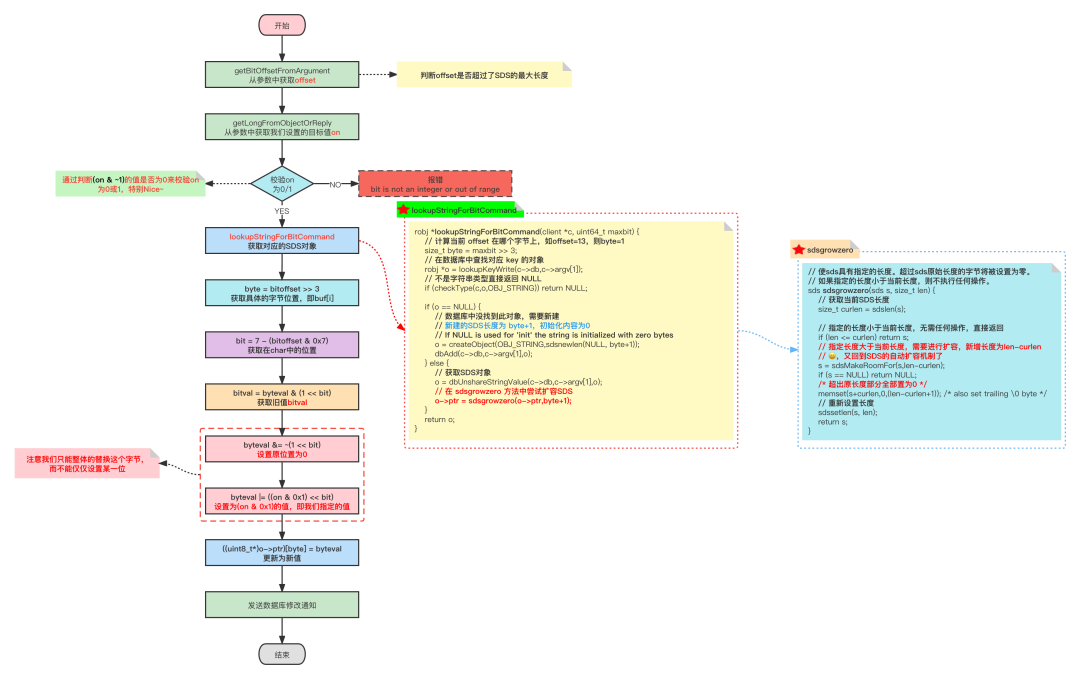 开始
getBitOffsetFromArgument
从参数中获取offset
判断offset是否超过了SDS的最大长度
getLongFromObjectOrReply
从参数中获取我们设置的目标值on
通过判断(on & ~1)的值是否为0来校验on
为0或1，特别Nice~
校验on
为0/1
NO
报错
bit is not an integer or out of range
YES
lookupStringForBitCommand
获取对应的SDS对象
byte = bitoffset >> 3
获取具体的字节位置，即buf[i]
bit = 7 - (bitoffset & 0x7)
获取在char中的位置
bitval = byteval & (1 << bit)
获取旧值bitval
byteval &= ~(1 << bit)
设置原位置为0
注意我们只能整体的替换这个字节，
而不能仅仅设置某一位
byteval |= ((on & 0x1) << bit)
设置为(on & 0x1)的值，即我们指定的值
((uint8_t*)o->ptr)[byte] = byteval
更新为新值
发送数据库修改通知
结束
lookupStringForBitCommand
robj *lookupStringForBitCommand(client *c, uint64_t maxbit) {
// 计算当前 offset 在哪个字节上，如offset=13，则byte=1
size_t byte = maxbit >> 3;
// 在数据库中查找对应 key 的对象
robj *o = lookupKeyWrite(c->db,c->argv[1]);
// 不是字符串类型直接返回 NULL
if (checkType(c,o,OBJ_STRING)) return NULL;
if (o == NULL) {
// 数据库中没找到此对象，需要新建
// 新建的SDS长度为 byte+1，初始化内容为0
// If NULL is used for 'init' the string is initialized with zero bytes
o = createObject(OBJ_STRING,sdsnewlen(NULL, byte+1));
dbAdd(c->db,c->argv[1],o);
} else {
// 获取SDS对象
o = dbUnshareStringValue(c->db,c->argv[1],o);
// 在 sdsgrowzero 方法中尝试扩容SDS
o->ptr = sdsgrowzero(o->ptr,byte+1);
}
return o;
}
sdsgrowzero
// 使sds具有指定的长度。超过sds原始长度的字节将被设置为零。
// 如果指定的长度小于当前长度，则不执行任何操作。
sds sdsgrowzero(sds s, size_t len) {
// 获取当前SDS长度
size_t curlen = sdslen(s);
// 指定的长度小于当前长度，无需任何操作，直接返回
if (len <= curlen) return s;
// 指定长度大于当前长度，需要进行扩容，新增长度为len-curlen
// 😄，又回到SDS的自动扩容机制了
s = sdsMakeRoomFor(s,len-curlen);
if (s == NULL) return NULL;
/* 超出原长度部分全部置为0 */
memset(s+curlen,0,(len-curlen+1)); /* also set trailing \0 byte */
// 重新设置长度
sdssetlen(s, len);
return s;
}